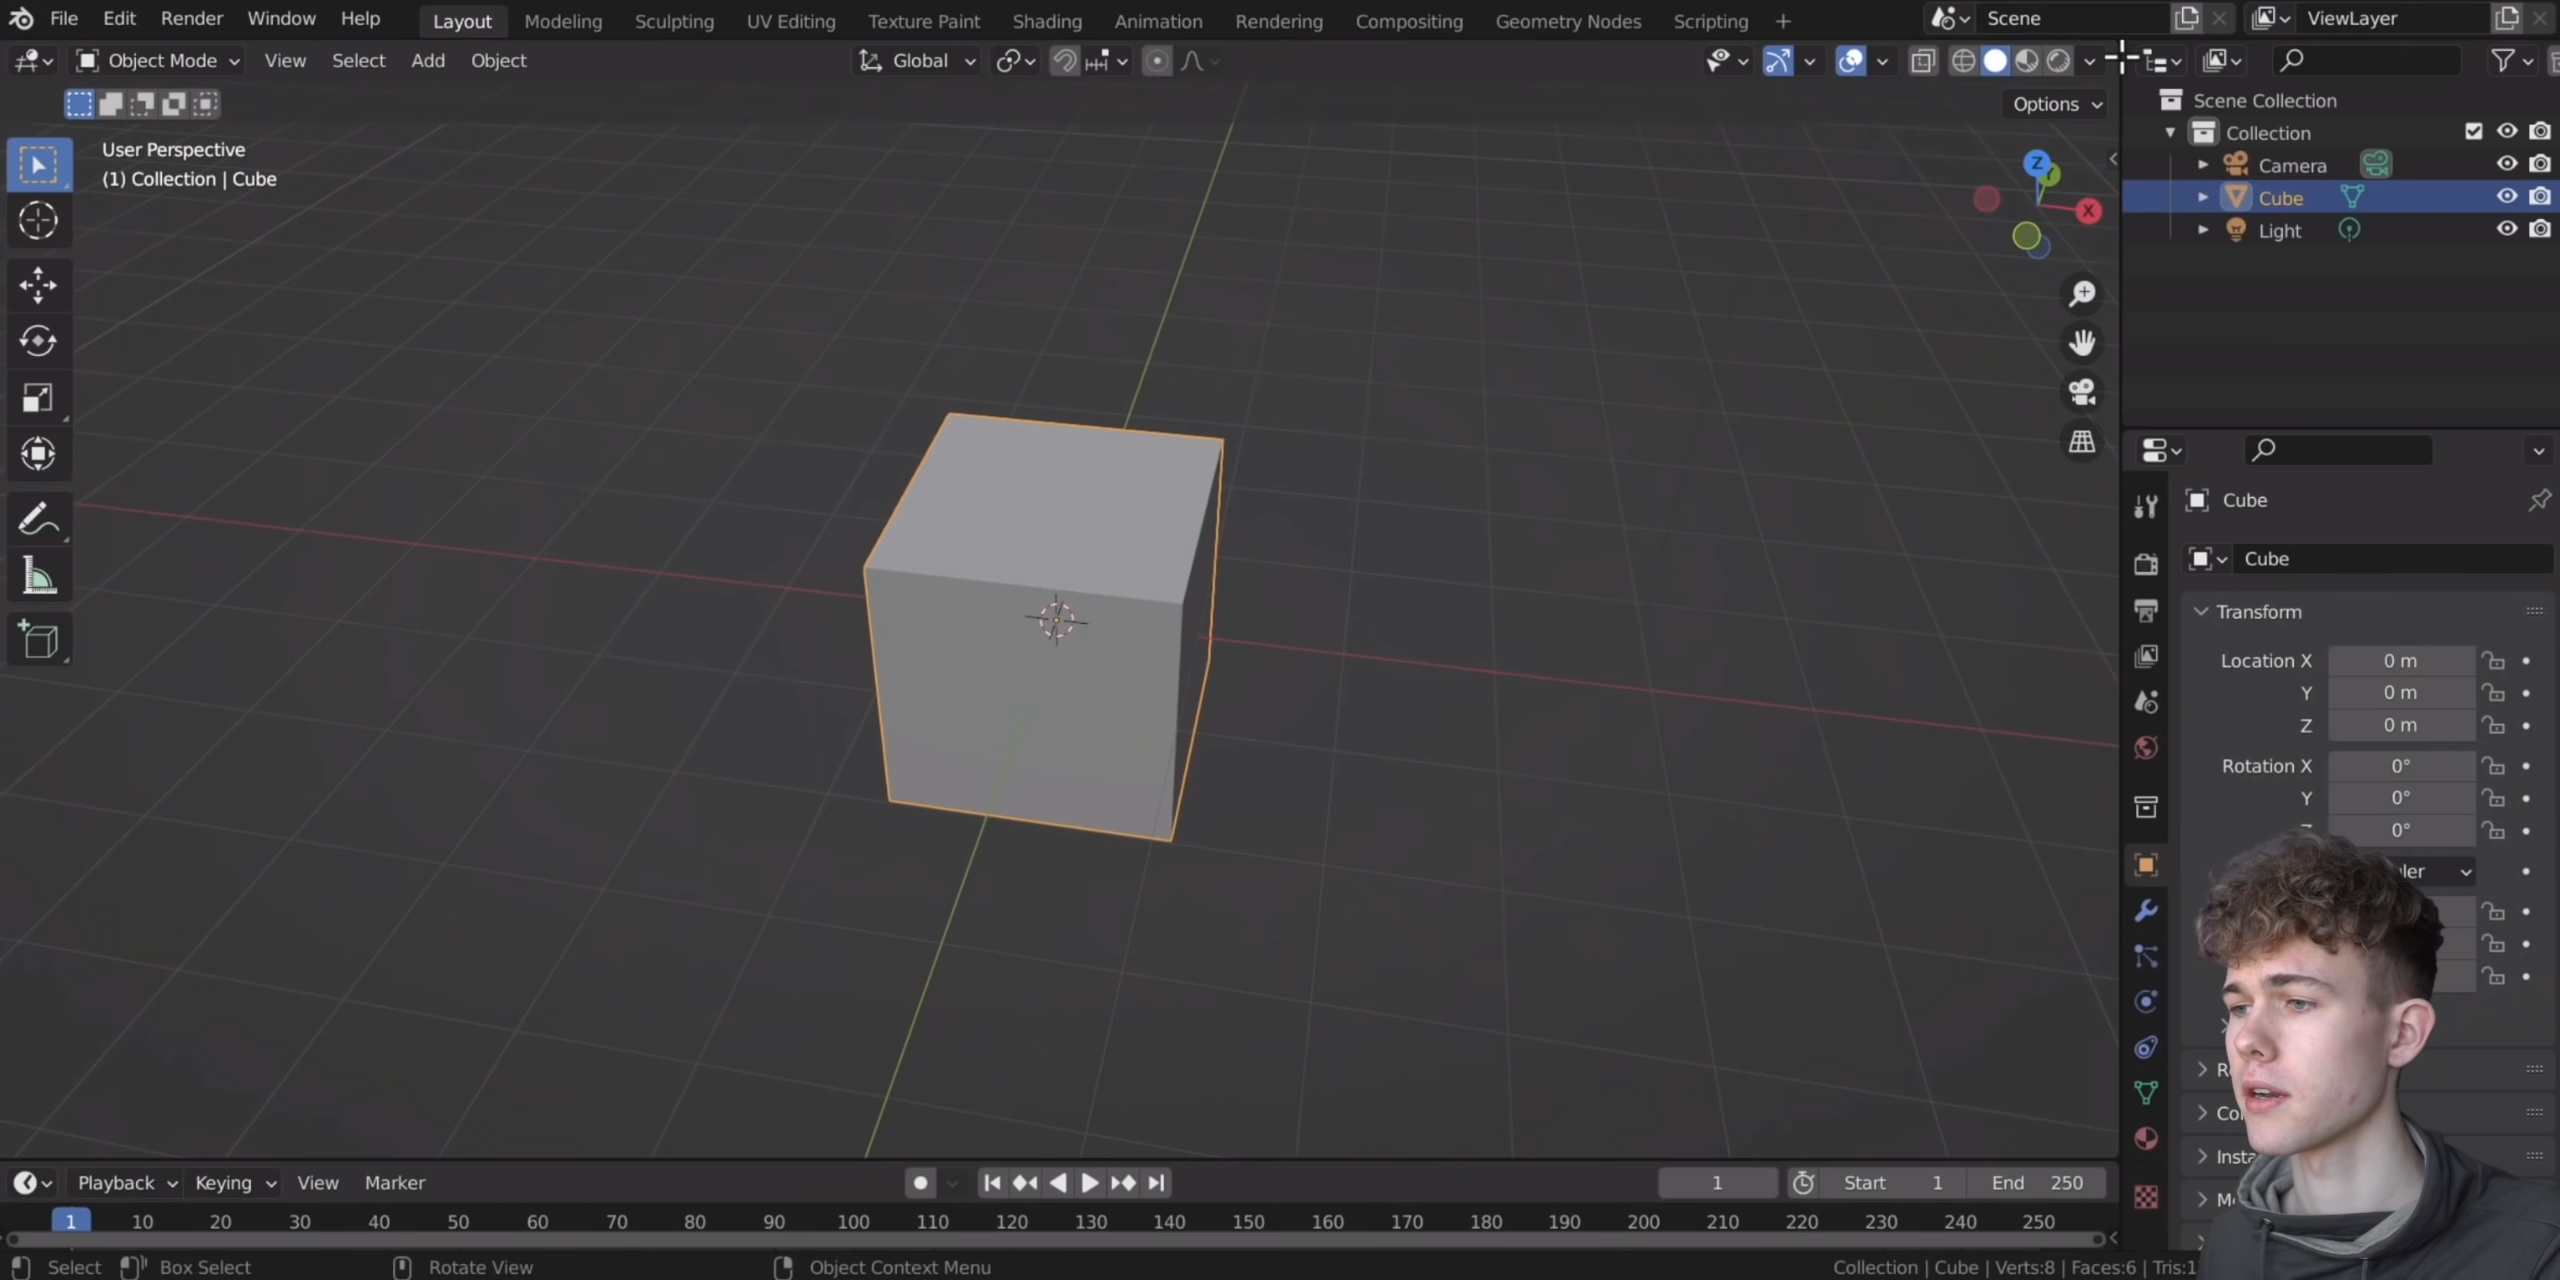 File Edit Render Window Help Layout Modeling Sculpting UV Editing Texture Paint Shading Animation Rendering Compositing Geometry Nodes Scripting + Scene ViewLayer
Object Mode View Select Add Object Global
Options
User Perspective
(1) Collection | Cube
Z
Y
X
Scene Collection
Collection
Camera
Cube
Light
Cube
Cube
Transform
Location X 0 m
Y 0 m
Z 0 m
Rotation X 0°
Y 0°
0°
ler
R
Co
Insta
Playback Keying View Marker 1 Start 1 End 250
1 10 20 30 40 50 60 70 80 90 100 110 120 130 140 150 160 170 180 190 200 210 220 230 240 250
Select Box Select Rotate View Object Context Menu Collection | Cube | Verts:8 | Faces:6 | Tris:1